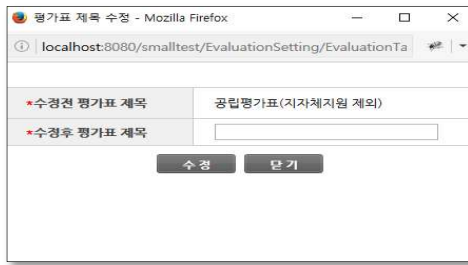 평가표 제목 수정 - Mozilla Firefox
localhost:8080/smalltest/EvaluationSetting/EvaluationTa
*수정전 평가표 제목 공립평가표(지자체지원 제외)
*수정후 평가표 제목
수정 닫기